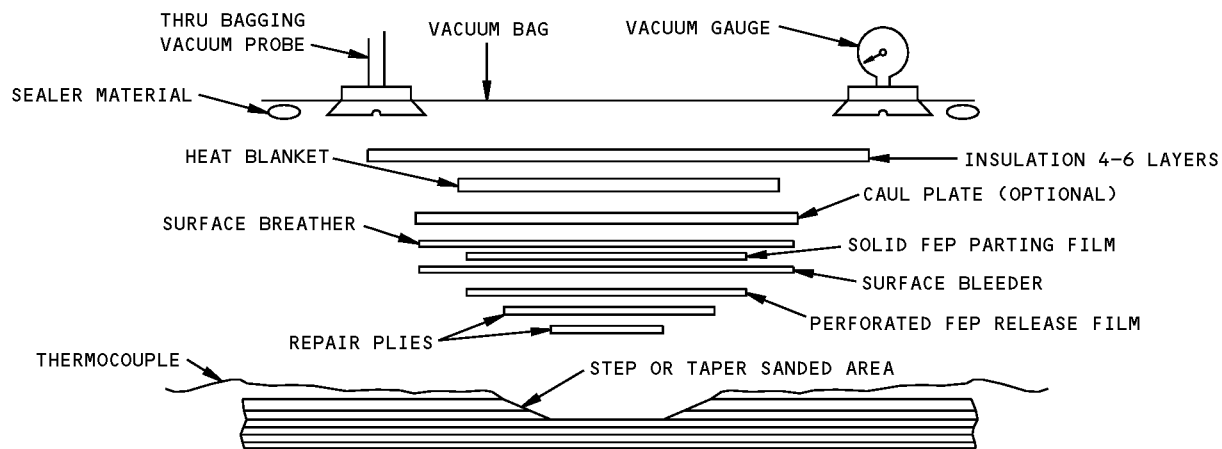 THRU BAGGING
VACUUM PROBE
VACUUM BAG
VACUUM GAUGE
SEALER MATERIAL
HEAT BLANKET
INSULATION 4-6 LAYERS
CAUL PLATE (OPTIONAL)
SURFACE BREATHER
SOLID FEP PARTING FILM
SURFACE BLEEDER
PERFORATED FEP RELEASE FILM
REPAIR PLIES
THERMOCOUPLE
STEP OR TAPER SANDED AREA